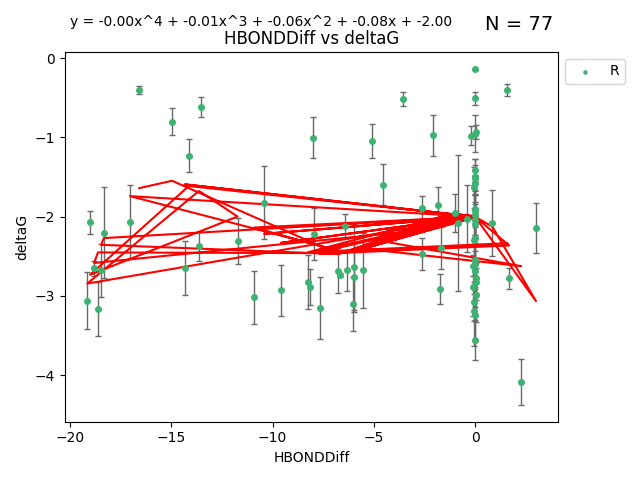 y = -0.00x^4 + -0.01x^3 + -0.06x^2 + -0.08x + -2.00
N = 77
HBONDDiff vs deltaG
R
0
−1
−2
−3
−4
deltaG
−20 −15 −10 −5 0
HBONDDiff